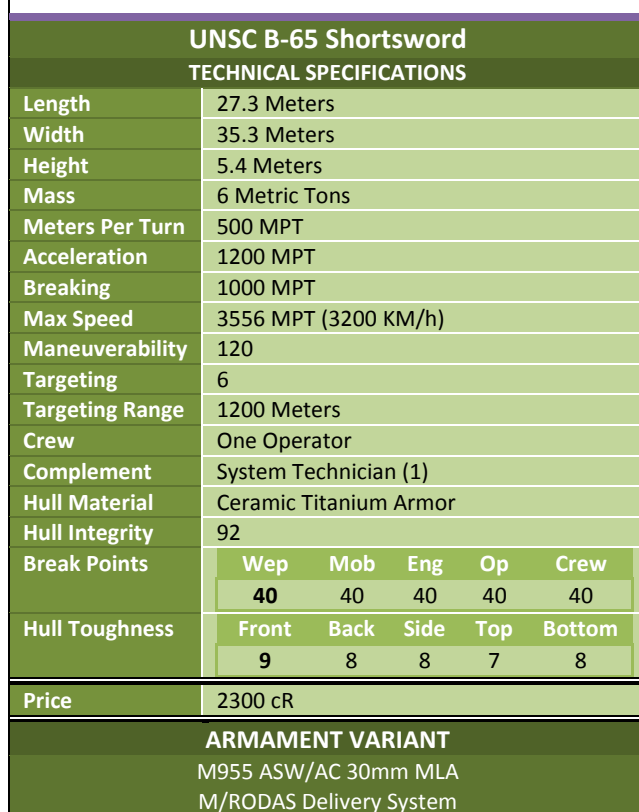 UNSC B-65 Shortsword
TECHNICAL SPECIFICATIONS
Length 27.3 Meters
Width 35.3 Meters
Height 5.4 Meters
Mass 6 Metric Tons
Meters Per Turn 500 MPT
Acceleration 1200 MPT
Breaking 1000 MPT
Max Speed 3556 MPT (3200 KM/h)
Maneuverability 120
Targeting 6
Targeting Range 1200 Meters
Crew One Operator
Complement System Technician (1)
Hull Material Ceramic Titanium Armor
Hull Integrity 92
Break Points Wep Mob Eng Op Crew
40 40 40 40 40
Hull Toughness Front Back Side Top Bottom
9 8 8 7 8
Price 2300 cR
ARMAMENT VARIANT
M955 ASW/AC 30mm MLA
M/RODAS Delivery System